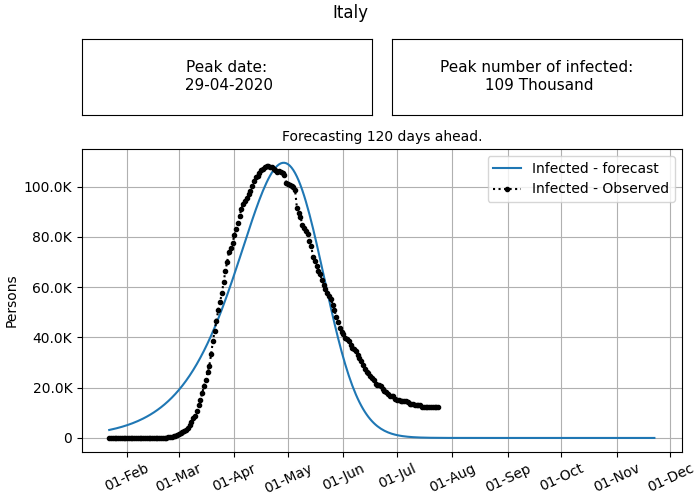 Italy
Peak date:
29-04-2020
Peak number of infected:
109 Thousand
Forecasting 120 days ahead.
Infected - forecast
Infected - Observed
Persons
100.0K
80.0K
60.0K
40.0K
20.0K
0
01-Feb
01-Mar
01-Apr
01-May
01-Jun
01-Jul
01-Aug
01-Sep
01-Oct
01-Nov
01-Dec